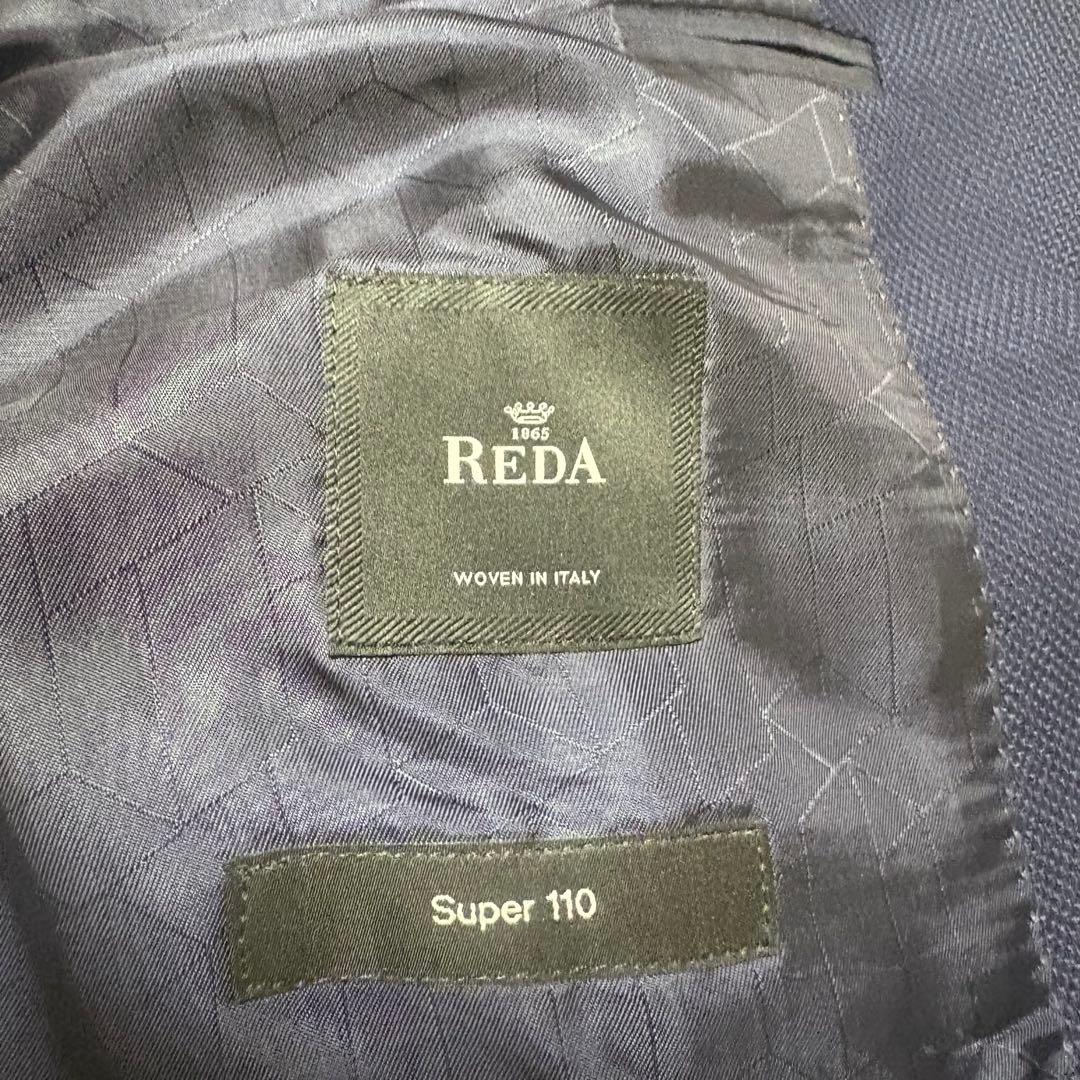 1865
REDA
WOVEN IN ITALY
Super 110